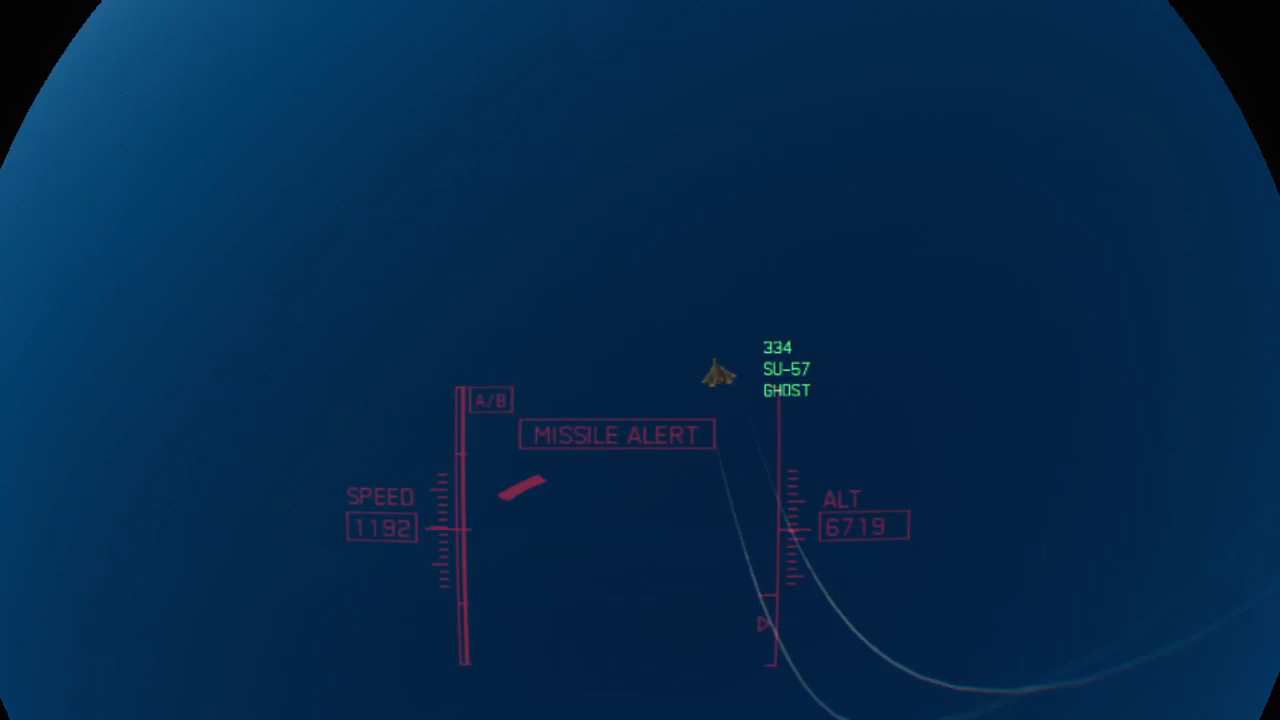 334
SU-57
GHOST
A/B
MISSILE ALERT
SPEED
1192
ALT
6719